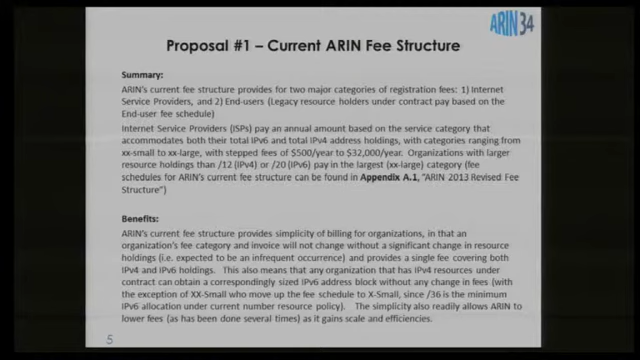 ARIN34
Proposal #1 – Current ARIN Fee Structure
Summary:
ARIN's current fee structure provides for two major categories of registration fees: 1) Internet
Service Providers, and 2) End-users (Legacy resource holders under contract pay based on the
End-user fee schedule)
Internet Service Providers (ISPs) pay an annual amount based on the service category that
accommodates both their total IPv6 and total IPv4 address holdings, with categories ranging from
xx-small to xx-large, with stepped fees of $500/year to $32,000/year. Organizations with larger
resource holdings than /12 (IPv4) or /20 (IPv6) pay in the largest (xx-large) category (fee
schedules for ARIN's current fee structure can be found in Appendix A.1, "ARIN 2013 Revised Fee
Structure")
Benefits:
ARIN's current fee structure provides simplicity of billing for organizations, in that an
organization's fee category and invoice will not change without a significant change in resource
holdings (i.e. expected to be an infrequent occurrence) and provides a single fee covering both
IPv4 and IPv6 holdings. This also means that any organization that has IPv4 resources under
contract can obtain a correspondingly sized IPv6 address block without any change in fees (with
the exception of XX-Small who move up the fee schedule to X-Small, since /36 is the minimum
IPv6 allocation under current number resource policy). The simplicity also readily allows ARIN to
lower fees (as has been done several times) as it gains scale and efficiencies.
5